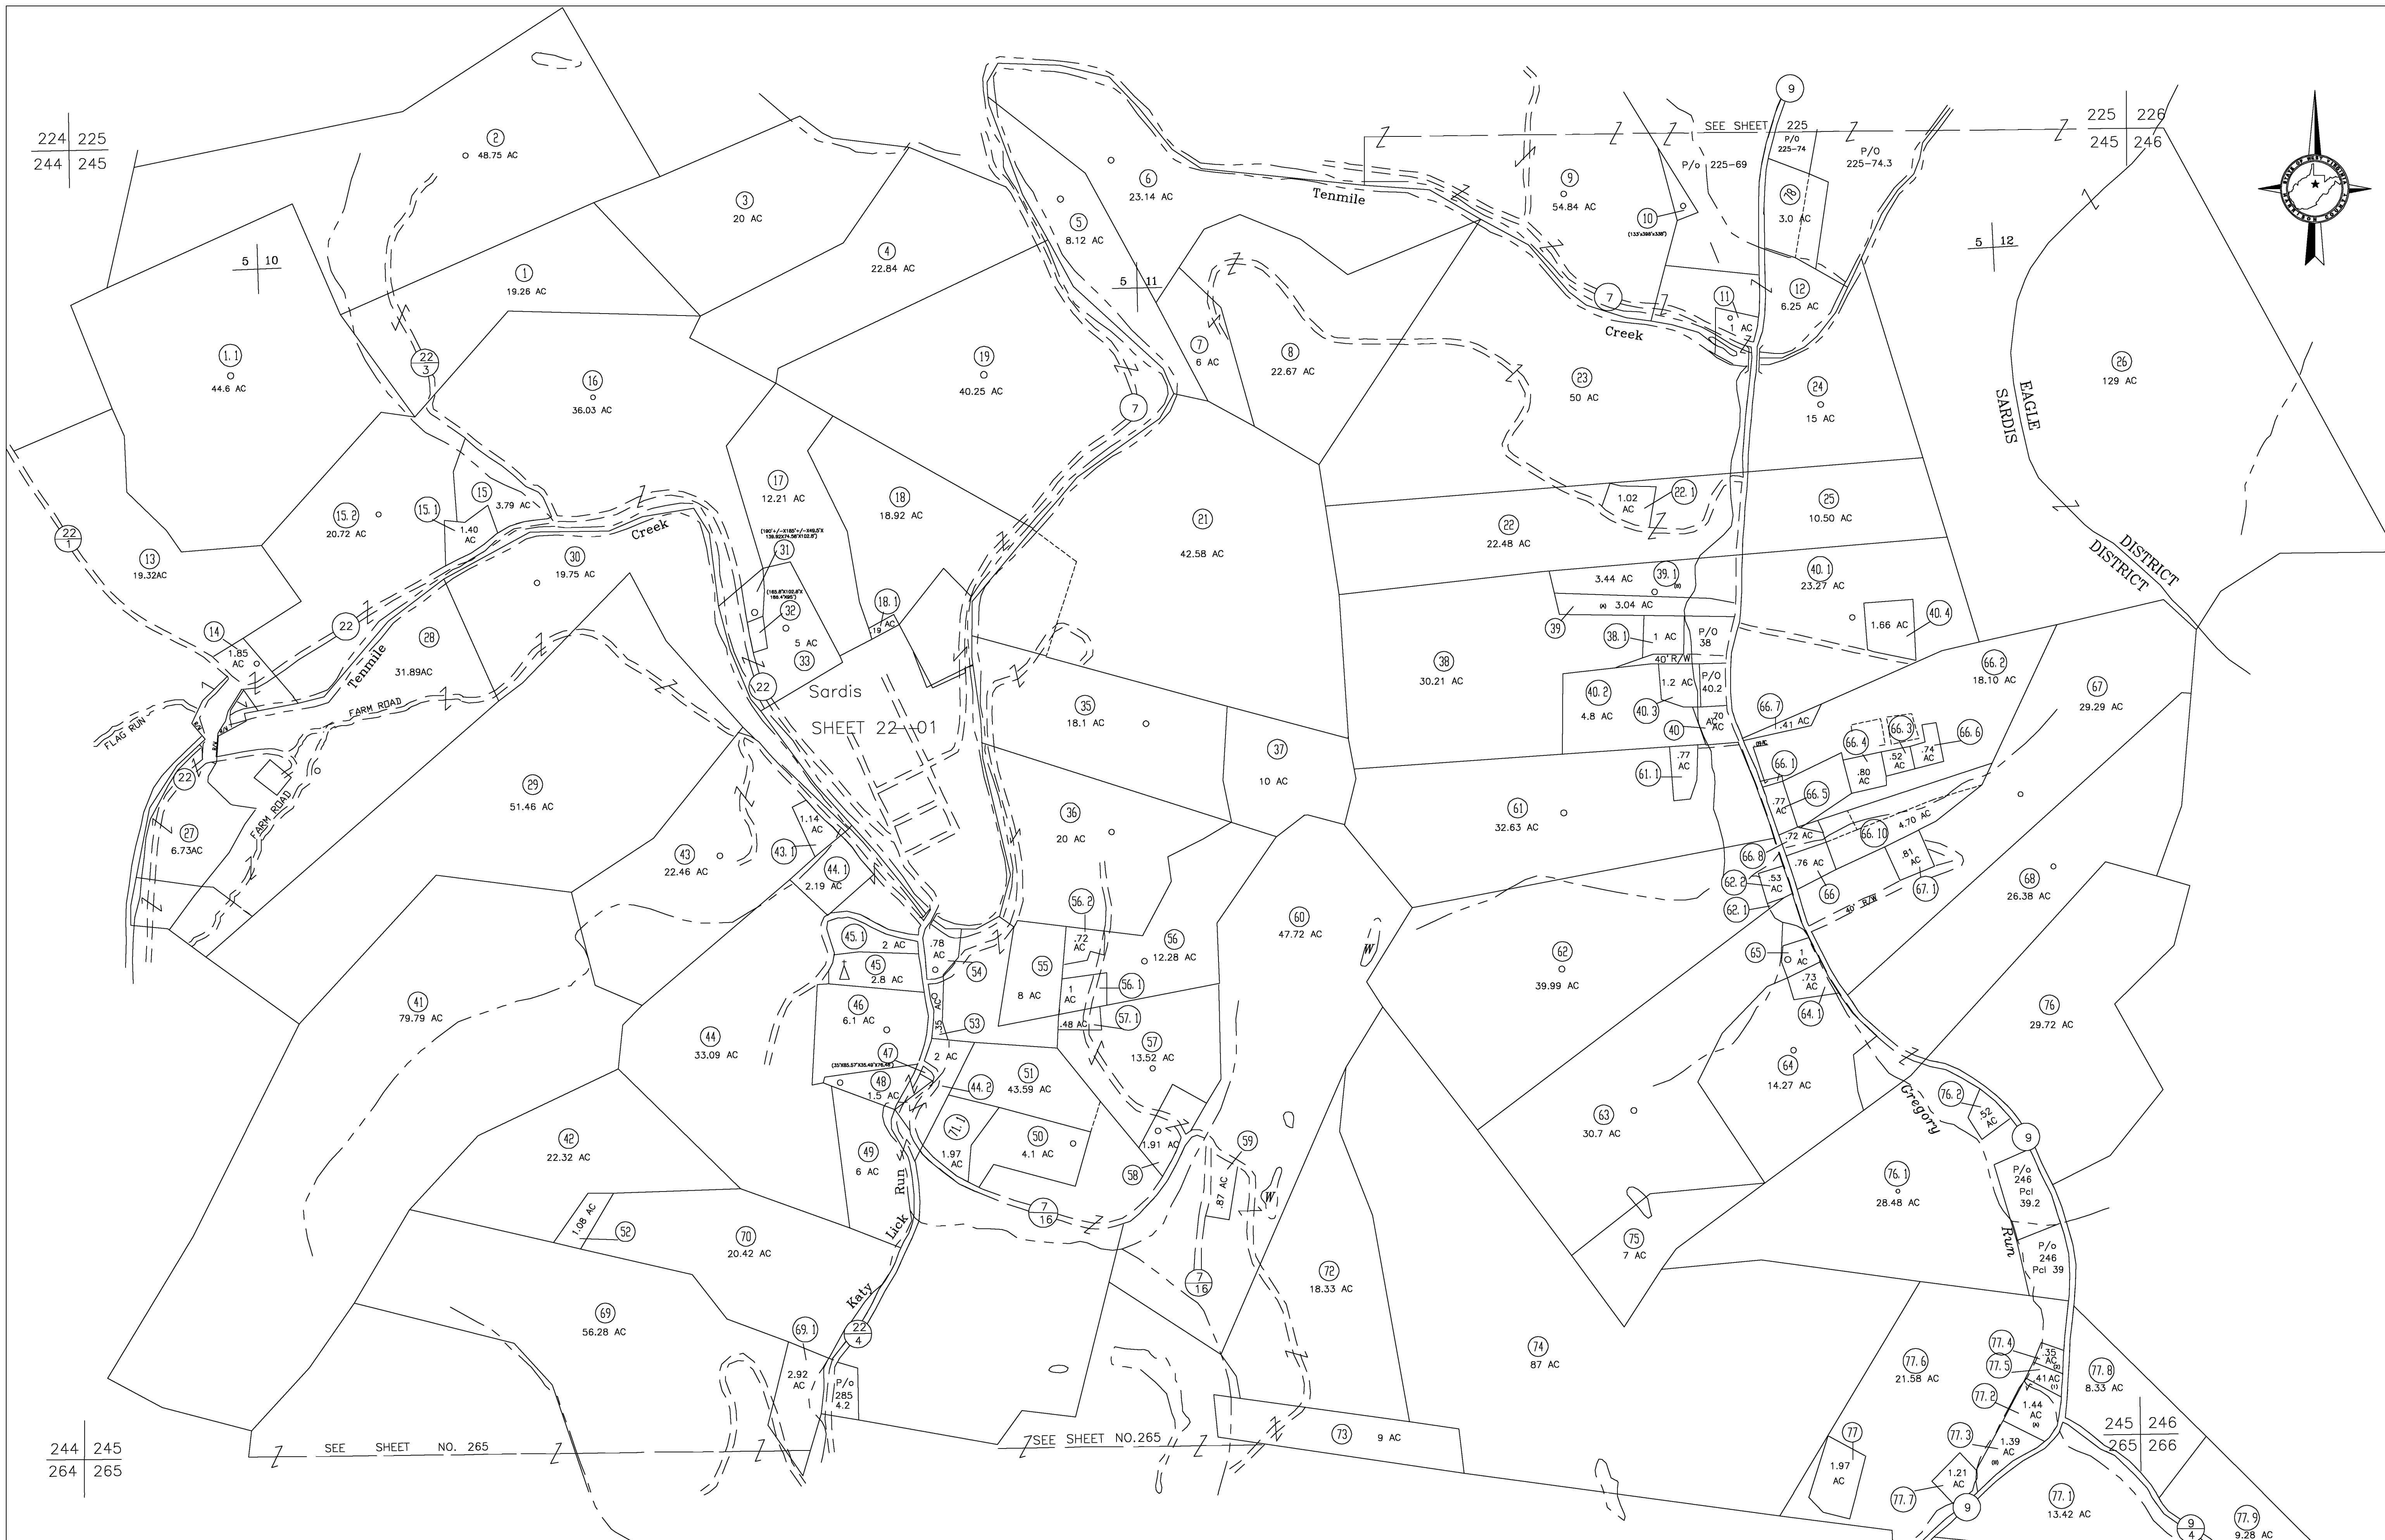 224 225
244 245
2
48.75 AC
3
20 AC
4
22.84 AC
5 10
1
19.26 AC
1.1
44.6 AC
22
3
16
36.03 AC
19
40.25 AC
5
8.12 AC
5 11
6
23.14 AC
Tenmile
9
SEE SHEET 225
P/O
225-74
P/o 225-69
P/O
225-74.3
225 226
245 246
STATE OF WEST VIRGINIA
HARRISON COUNTY
9
54.84 AC
10
78
3.0 AC
5 12
7
Creek
11
1 AC
12
6.25 AC
7
6 AC
8
22.67 AC
7
23
50 AC
24
15 AC
26
129 AC
EAGLE
SARDIS
DISTRICT
DISTRICT
22
1
13
19.32AC
15.2
20.72 AC
15.1
1.40
AC
15
3.79 AC
Creek
30
19.75 AC
17
12.21 AC
18
18.92 AC
31
32
5 AC
33
18.1
19 AC
21
42.58 AC
22
22.48 AC
1.02
AC
22.1
25
10.50 AC
3.44 AC
39.1
(B)
(A) 3.04 AC
39
40.1
23.27 AC
1.66 AC
40.4
38.1
1 AC
P/O
38
40' R/W
38
30.21 AC
40.2
4.8 AC
1.2 AC
P/O
40.2
40.3
40
.70
AC
66.2
18.10 AC
67
29.29 AC
14
1.85
AC
22
28
31.89AC
Tenmile
FARM ROAD
FLAG RUN
22
27
6.73AC
FARM ROAD
22
Sardis
SHEET 22-01
35
18.1 AC
37
10 AC
36
20 AC
29
51.46 AC
43
22.46 AC
1.14
AC
43.1
44.1
2.19 AC
66.7
.41 AC
66.4
66.3
66.6
.80
AC
.52
AC
.74
AC
61.1
.77
AC
66.1
.77
AC
66.5
61
32.63 AC
.72 AC
66.10
4.70 AC
66.8
.76 AC
66
.81
AC
67.1
62.2
.53
AC
62.1
40' R/W
68
26.38 AC
41
79.79 AC
45.1
2 AC
45
2.8 AC
.78
AC
54
55
8 AC
56.2
.72
AC
56
12.28 AC
1
AC
56.1
.48 AC
57.1
57
13.52 AC
60
47.72 AC
W
62
39.99 AC
65
1
AC
.73
AC
64.1
64
14.27 AC
76
29.72 AC
44
33.09 AC
46
6.1 AC
.35 AC
53
47
2 AC
48
1.5 AC
44.2
51
43.59 AC
71.1
1.97
AC
50
4.1 AC
1.91 AC
58
59
.87 AC
W
49
6 AC
42
22.32 AC
1.08 AC
52
70
20.42 AC
Katy Lick Run
7
16
7
16
63
30.7 AC
Gregory
76.2
.52
AC
9
76.1
28.48 AC
75
7 AC
P/o
246
Pcl
39.2
Run
P/o
246
Pcl 39
69
56.28 AC
69.1
2.92
AC
22
4
P/o
285
4.2
72
18.33 AC
74
87 AC
73
9 AC
77.6
21.58 AC
77.4
.35
AC
77.5
.41 AC
(1)
77.2
1.44
AC
(A)
77.3
1.39
AC
(B)
77.8
8.33 AC
77
1.97
AC
1.21
AC
77.7
9
77.1
13.42 AC
245 246
265 266
9
4
77.9
9.28 AC
244 245
264 265
SEE SHEET NO. 265
SEE SHEET NO.265